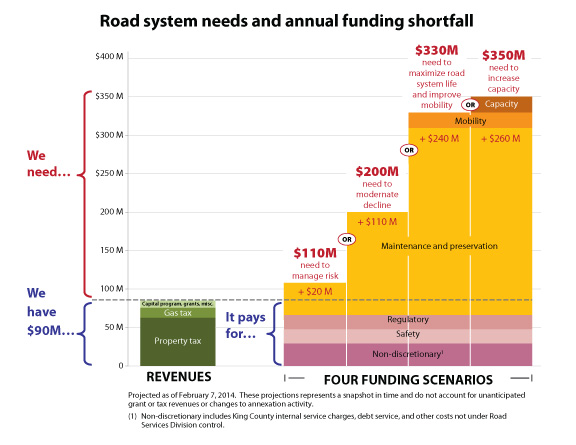 Road system needs and annual funding shortfall
$400 M
$350 M
$300 M
$250 M
200 M
150 M
100 M
50 M
0
We
need…
We
have
$90M…
Capital program, grants, misc.
Gas tax
Property tax
REVENUES
It pays
for…
$110M
need to
manage risk
+ $20 M
OR
$200M
need to
modernate
decline
+ $110 M
OR
$330M
need to
maximize road
system life
and improve
mobility
+ $240 M
OR
$350M
need to
increase
capacity
Capacity
Mobility
+ $260 M
Maintenance and preservation
Regulatory
Safety
Non-discretionary¹
FOUR FUNDING SCENARIOS
Projected as of February 7, 2014. These projections represents a snapshot in time and do not account for unanticipated
grant or tax revenues or changes to annexation activity.
(1) Non-discretionary includes King County internal service charges, debt service, and other costs not under Road
Services Division control.